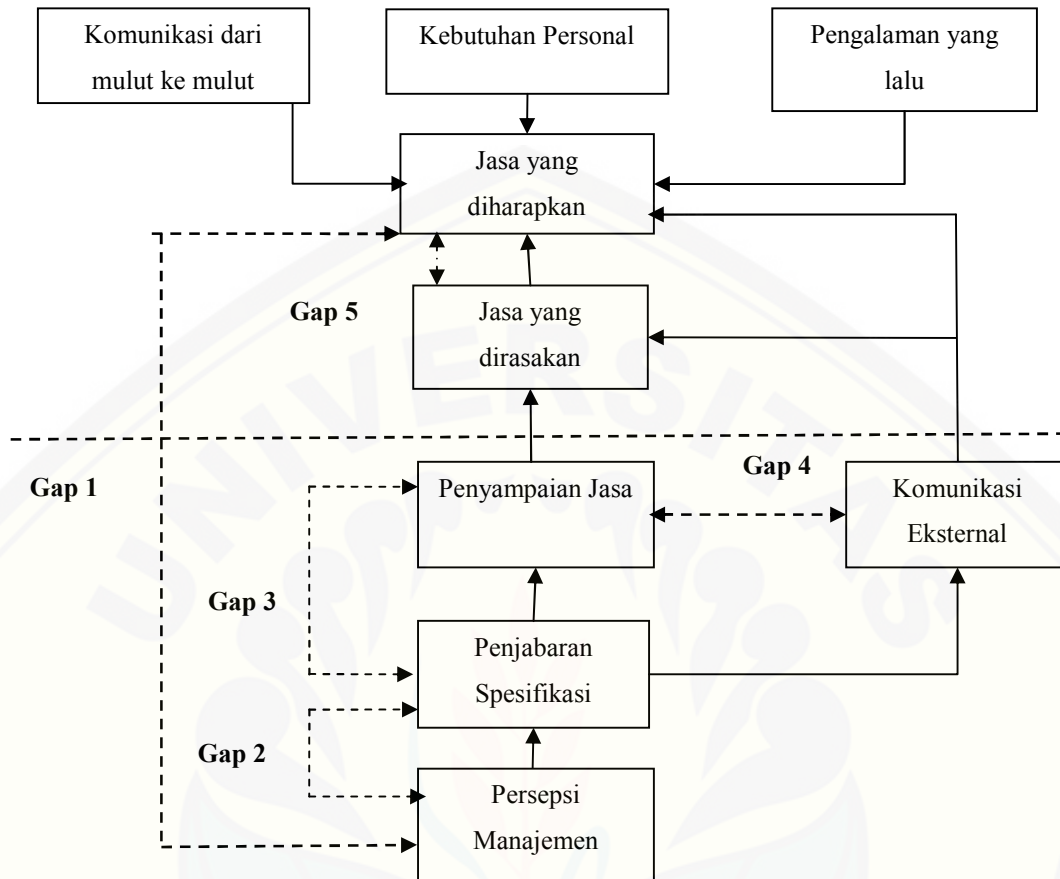 Komunikasi dari
mulut ke mulut
Kebutuhan Personal
Pengalaman yang
lalu
Jasa yang
diharapkan
Gap 5
Jasa yang
dirasakan
Gap 1
Penyampaian Jasa
Gap 4
Komunikasi
Eksternal
Gap 3
Penjabaran
Spesifikasi
Gap 2
Persepsi
Manajemen
UNIVERSITAS